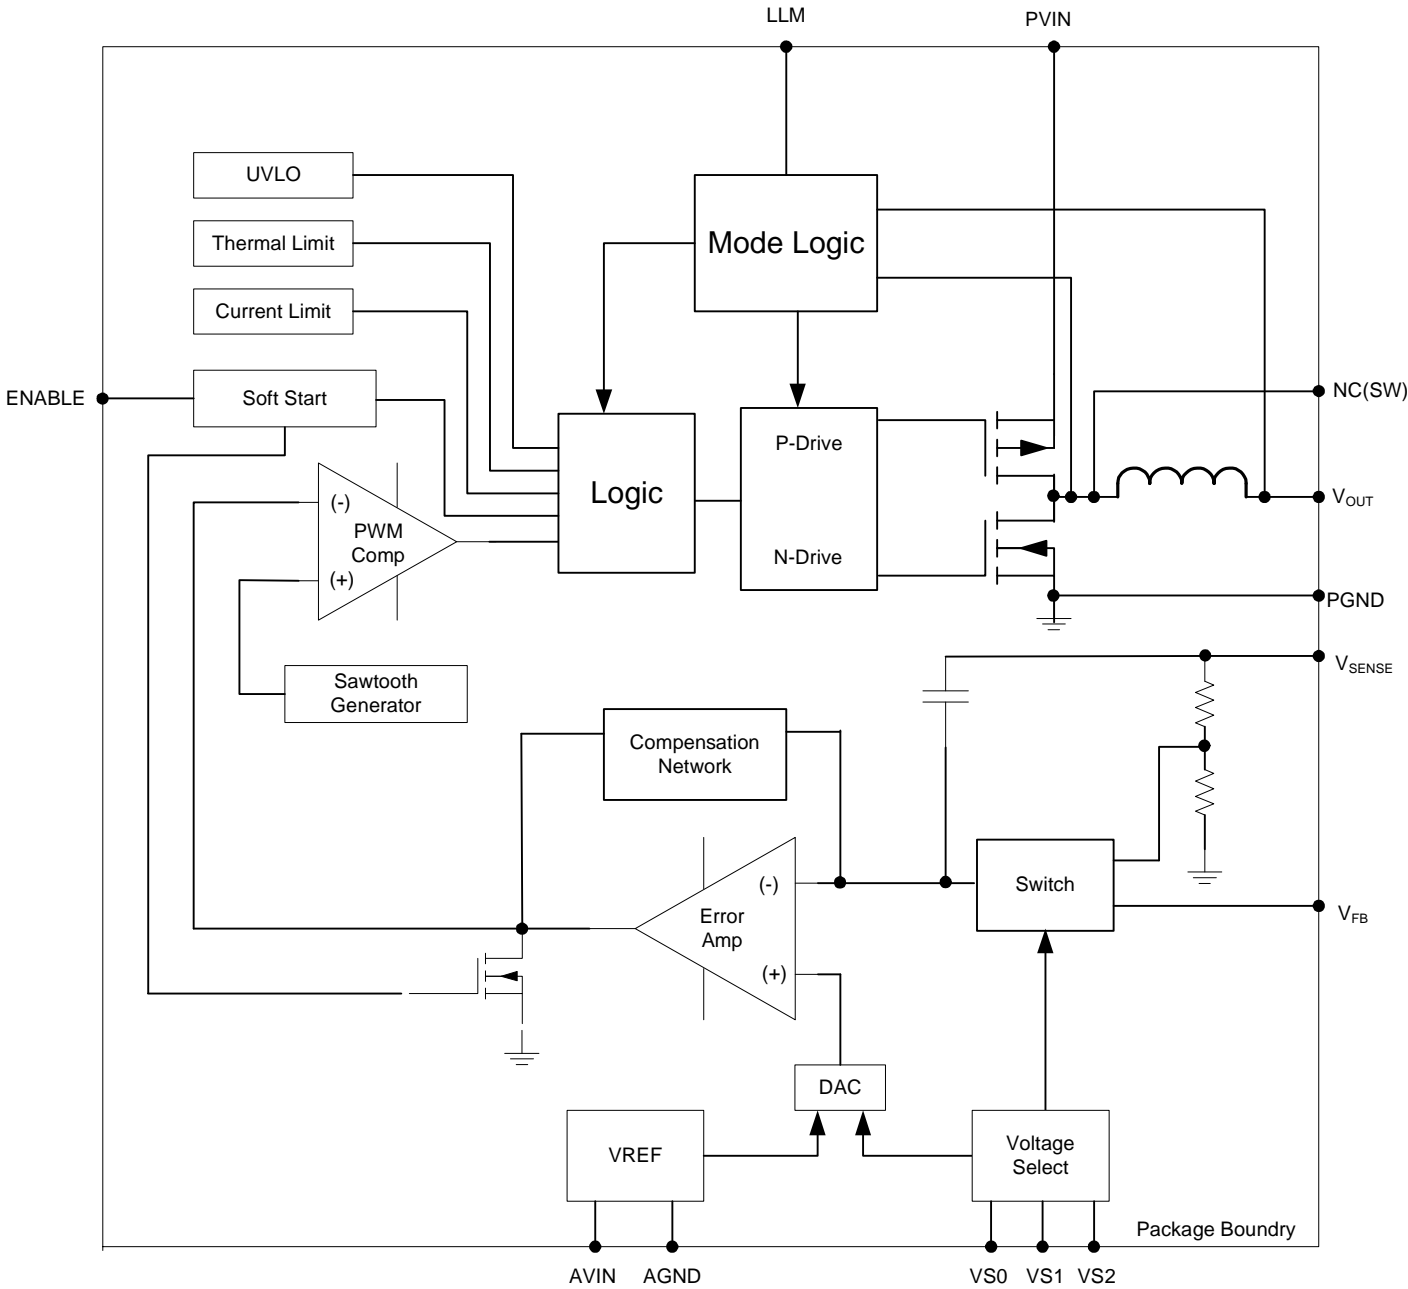 LLM
PVIN
UVLO
Thermal Limit
Mode Logic
Current Limit
ENABLE
Soft Start
NC(SW)
P-Drive
Logic
(-)
PWM
Comp
(+)
N-Drive
VOUT
PGND
VSENSE
Sawtooth
Generator
Compensation
Network
(-)
Error
Amp
(+)
Switch
VFB
DAC
VREF
Voltage
Select
Package Boundry
AVIN
AGND
VS0
VS1
VS2